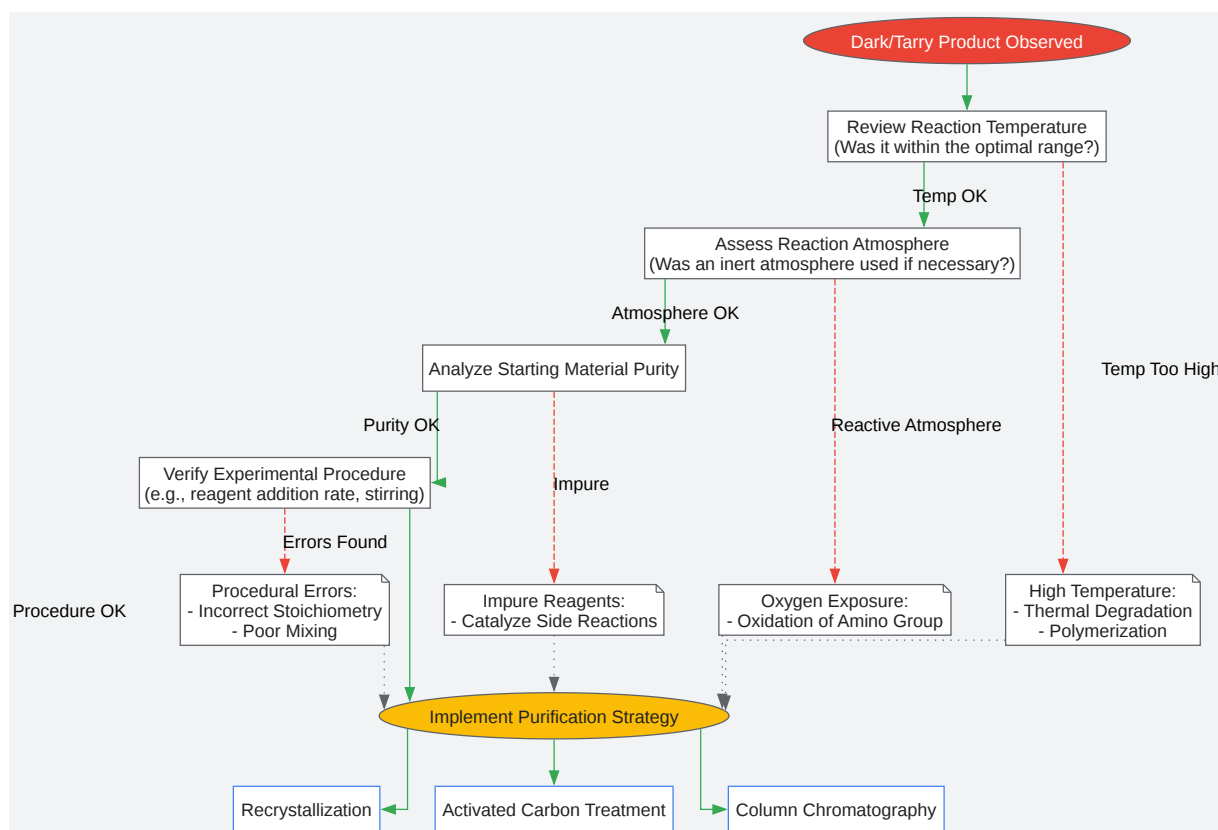 Dark/Tarry Product Observed
Review Reaction Temperature
(Was it within the optimal range?)
Temp OK
Assess Reaction Atmosphere
(Was an inert atmosphere used if necessary?)
Atmosphere OK
Analyze Starting Material Purity
Temp Too High
Purity OK
Reactive Atmosphere
Verify Experimental Procedure
(e.g., reagent addition rate, stirring)
Impure
Errors Found
Procedure OK
Procedural Errors:
- Incorrect Stoichiometry
- Poor Mixing
Impure Reagents:
- Catalyze Side Reactions
Oxygen Exposure:
- Oxidation of Amino Group
High Temperature:
- Thermal Degradation
- Polymerization
Implement Purification Strategy
Recrystallization
Activated Carbon Treatment
Column Chromatography